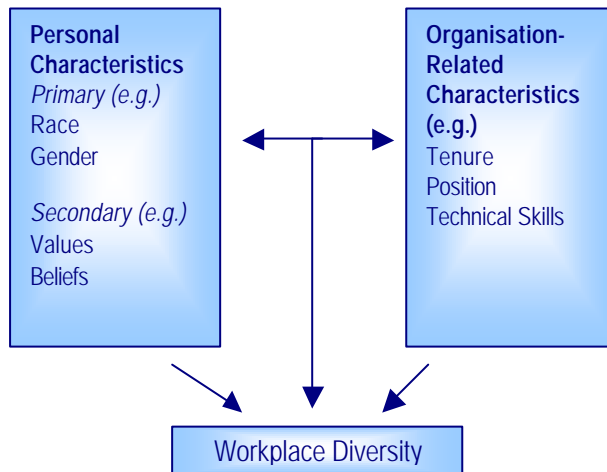 Personal
Characteristics
Primary (e.g.)
Race
Gender
Secondary (e.g.)
Values
Beliefs
Organisation-
Related
Characteristics
(e.g.)
Tenure
Position
Technical Skills
Workplace Diversity